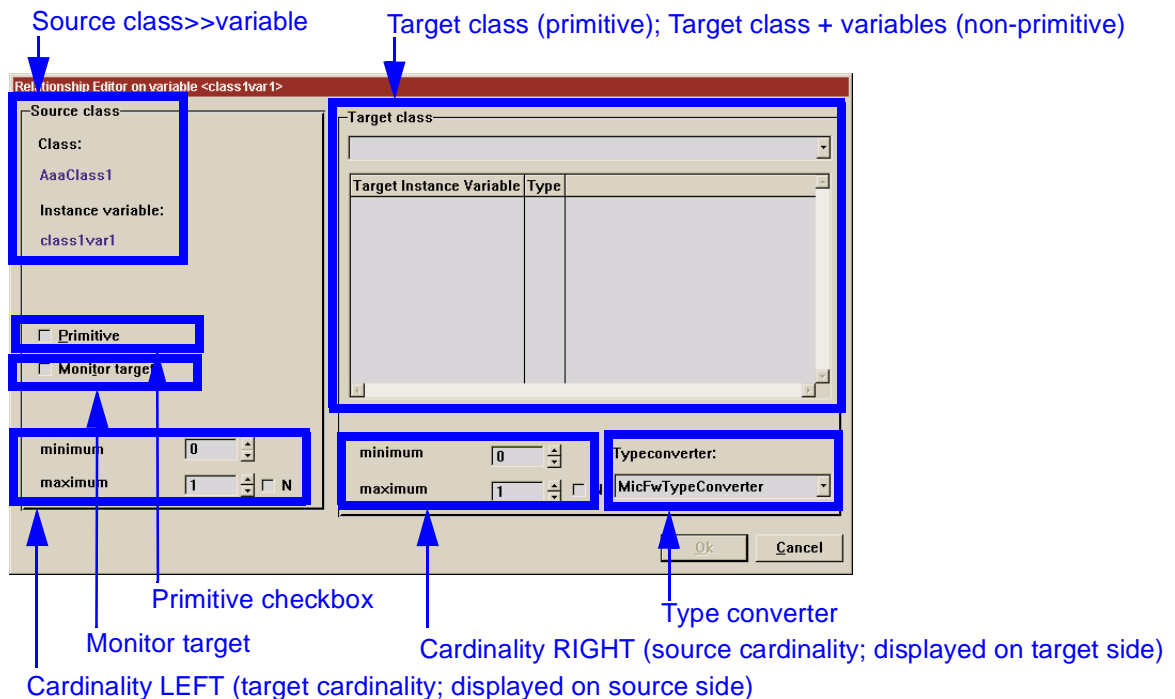 Source class>>variable
Target class (primitive); Target class + variables (non-primitive)
Relationship Editor on variable <class1var1>
Source class
Class:
AaaClass1
Instance variable:
class1var1
Primitive
Monitor target
minimum 0
maximum 1 N
Target class
Target Instance Variable Type
minimum 0
maximum 1 N
Typeconverter:
MicFwTypeConverter
Ok Cancel
Primitive checkbox
Type converter
Monitor target
Cardinality RIGHT (source cardinality; displayed on target side)
Cardinality LEFT (target cardinality; displayed on source side)